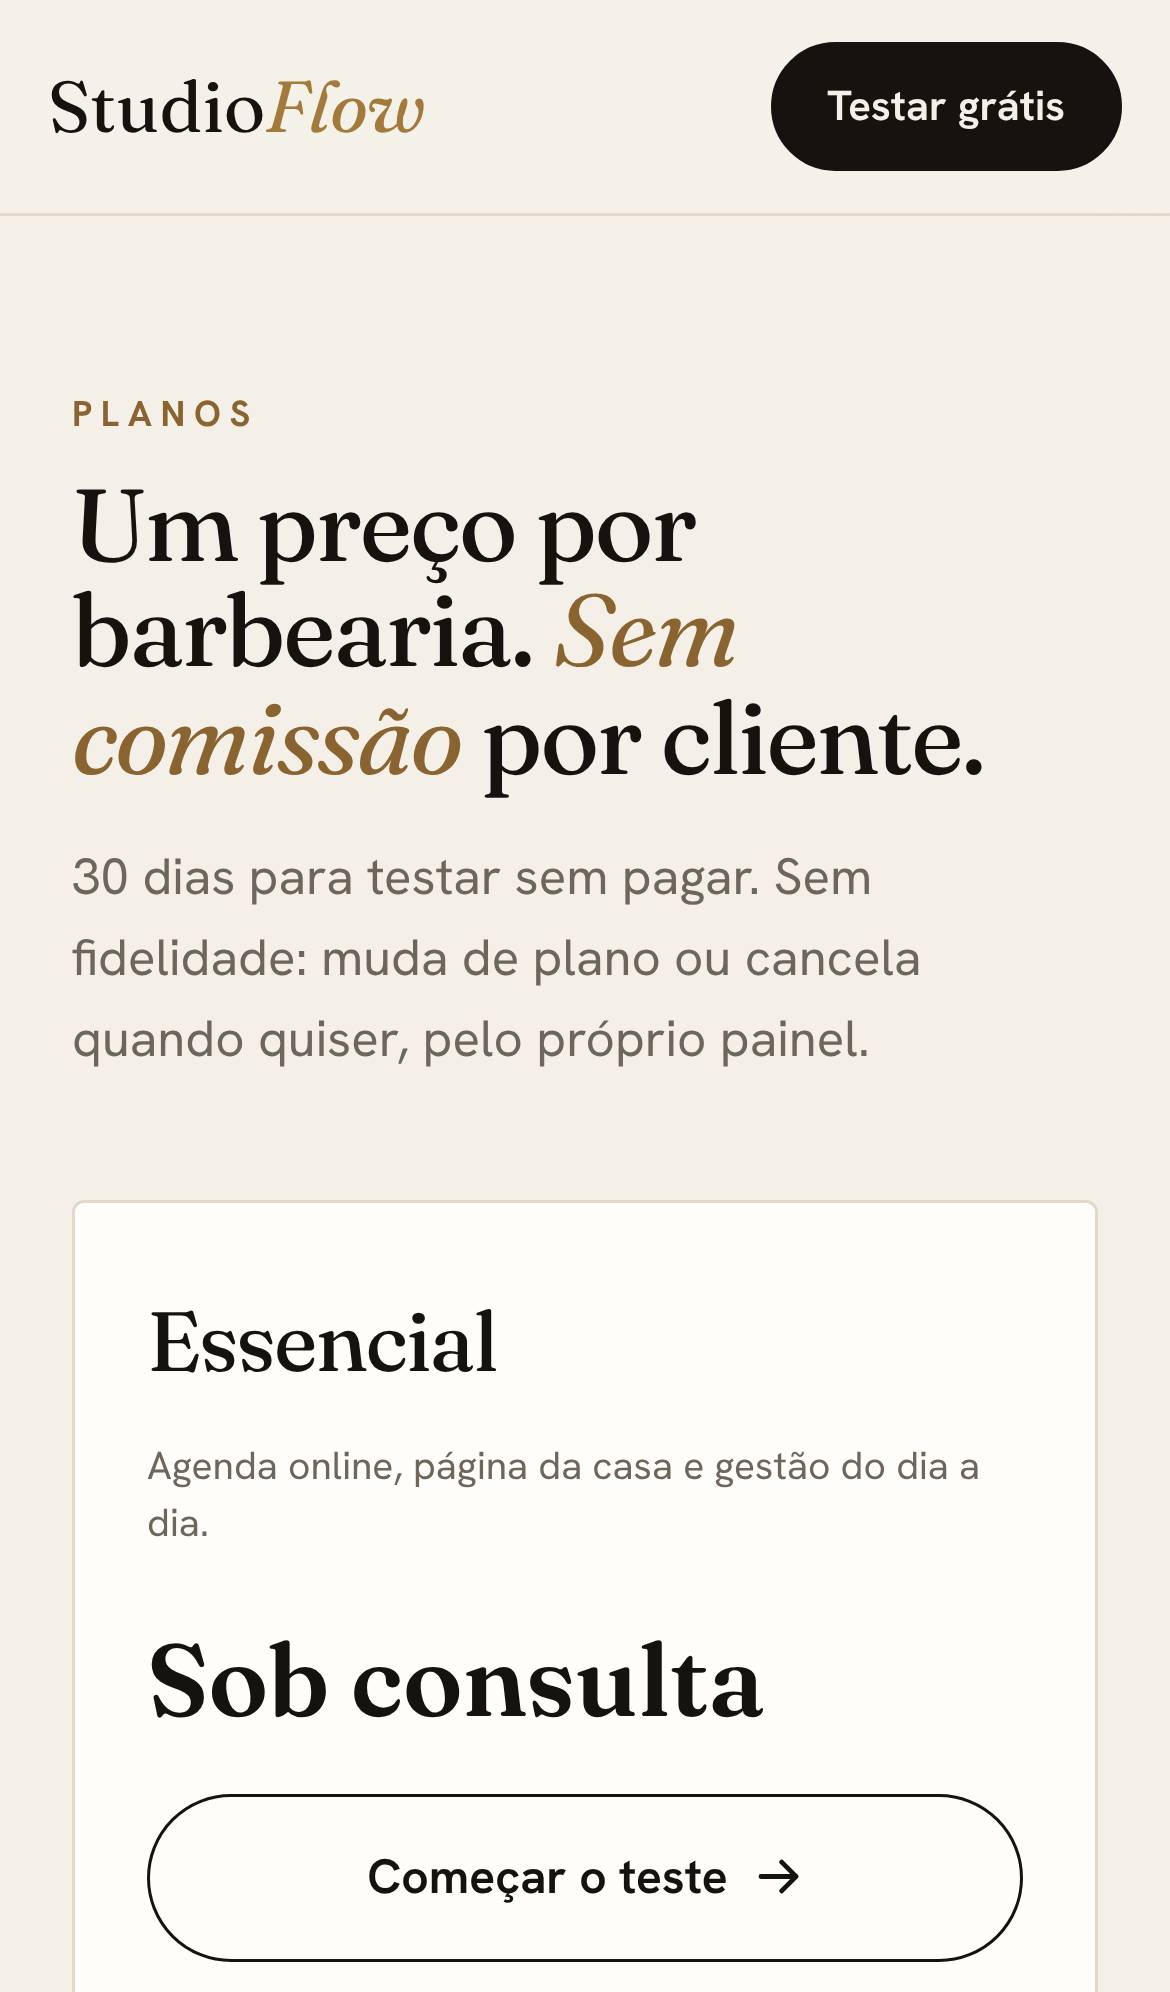 StudioFlow
Testar grátis
PLANOS
Um preço por
barbearia. Sem
comissão por cliente.
30 dias para testar sem pagar. Sem
fidelidade: muda de plano ou cancela
quando quiser, pelo próprio painel.
Essencial
Agenda online, página da casa e gestão do dia a
dia.
Sob consulta
Começar o teste →